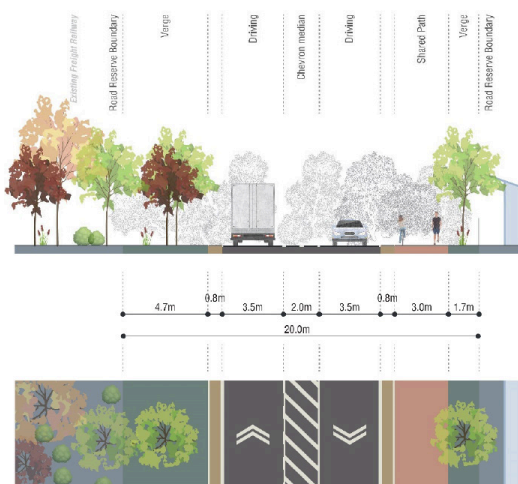 Existing Freight Railway
Road Reserve Boundary
Verge
Driving
Chevron median
Driving
Shared Path
Verge
Road Reserve Boundary
4.7m
0.8m
3.5m
2.0m
3.5m
0.8m
3.0m
1.7m
20.0m